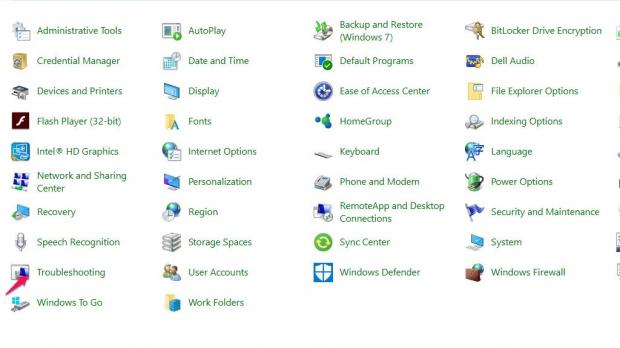 Administrative Tools
AutoPlay
Backup and Restore
(Windows 7)
BitLocker Drive Encryption
Credential Manager
Date and Time
Default Programs
Dell Audio
Devices and Printers
Display
Ease of Access Center
File Explorer Options
Flash Player (32-bit)
Fonts
HomeGroup
Indexing Options
Intel® HD Graphics
Internet Options
Keyboard
Language
Network and Sharing
Center
Personalization
Phone and Modem
Power Options
Recovery
Region
RemoteApp and Desktop
Connections
Security and Maintenance
Speech Recognition
Storage Spaces
Sync Center
System
Troubleshooting
User Accounts
Windows Defender
Windows Firewall
Windows To Go
Work Folders